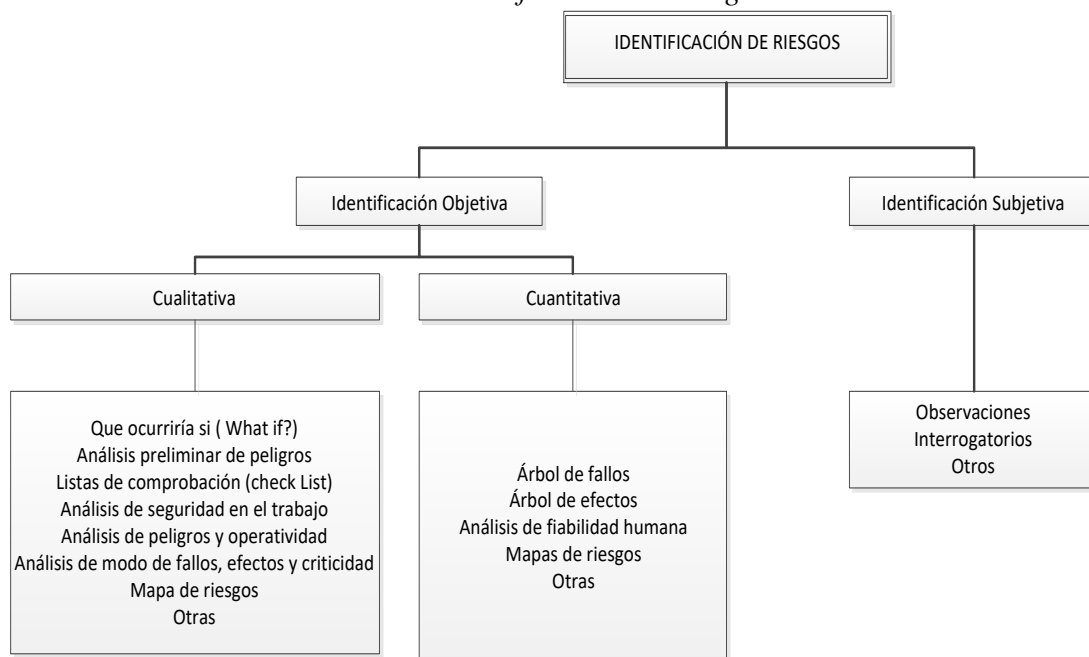 IDENTIFICACIÓN DE RIESGOS
Identificación Objetiva
Identificación Subjetiva
Cualitativa
Cuantitativa
Que ocurriría si ( What if?)
Análisis preliminar de peligros
Listas de comprobación (check List)
Análisis de seguridad en el trabajo
Análisis de peligros y operatividad
Análisis de modo de fallos, efectos y criticidad
Mapa de riesgos
Otras
Árbol de fallos
Árbol de efectos
Análisis de fiabilidad humana
Mapas de riesgos
Otras
Observaciones
Interrogatorios
Otros